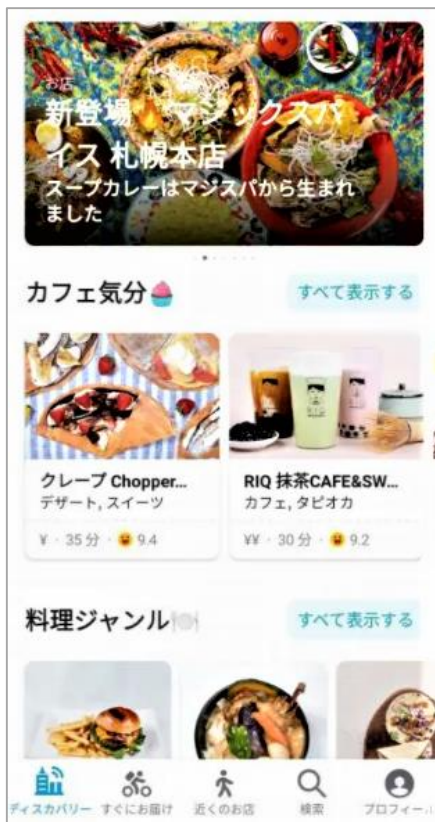 お店
新登場 マジックスパ
イス 札幌本店
スープカレーはマジスパから生まれ
ました
カフェ気分🧁 すべて表示する
クレープ Chopper...
デザート, スイーツ
¥ · 35 分 · 😀 9.4
RIQ 抹茶CAFE&SW...
カフェ, タピオカ
¥¥ · 30 分 · 😀 9.2
料理ジャンル🍽 すべて表示する
ディスカバリー すぐにお届け 近くのお店 検索 プロフィー